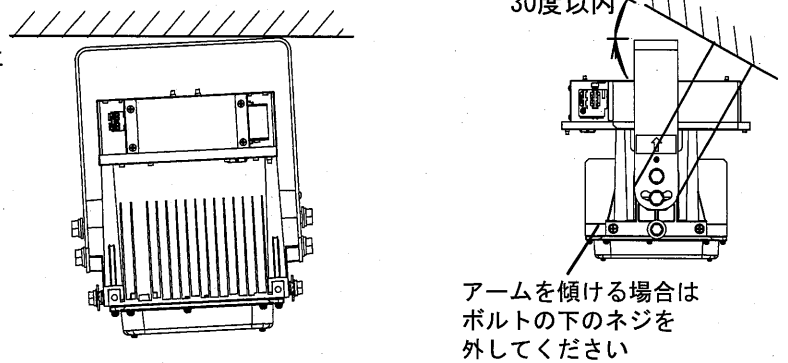 30度以内
アームを傾ける場合は
ボルトの下のネジを
外してください